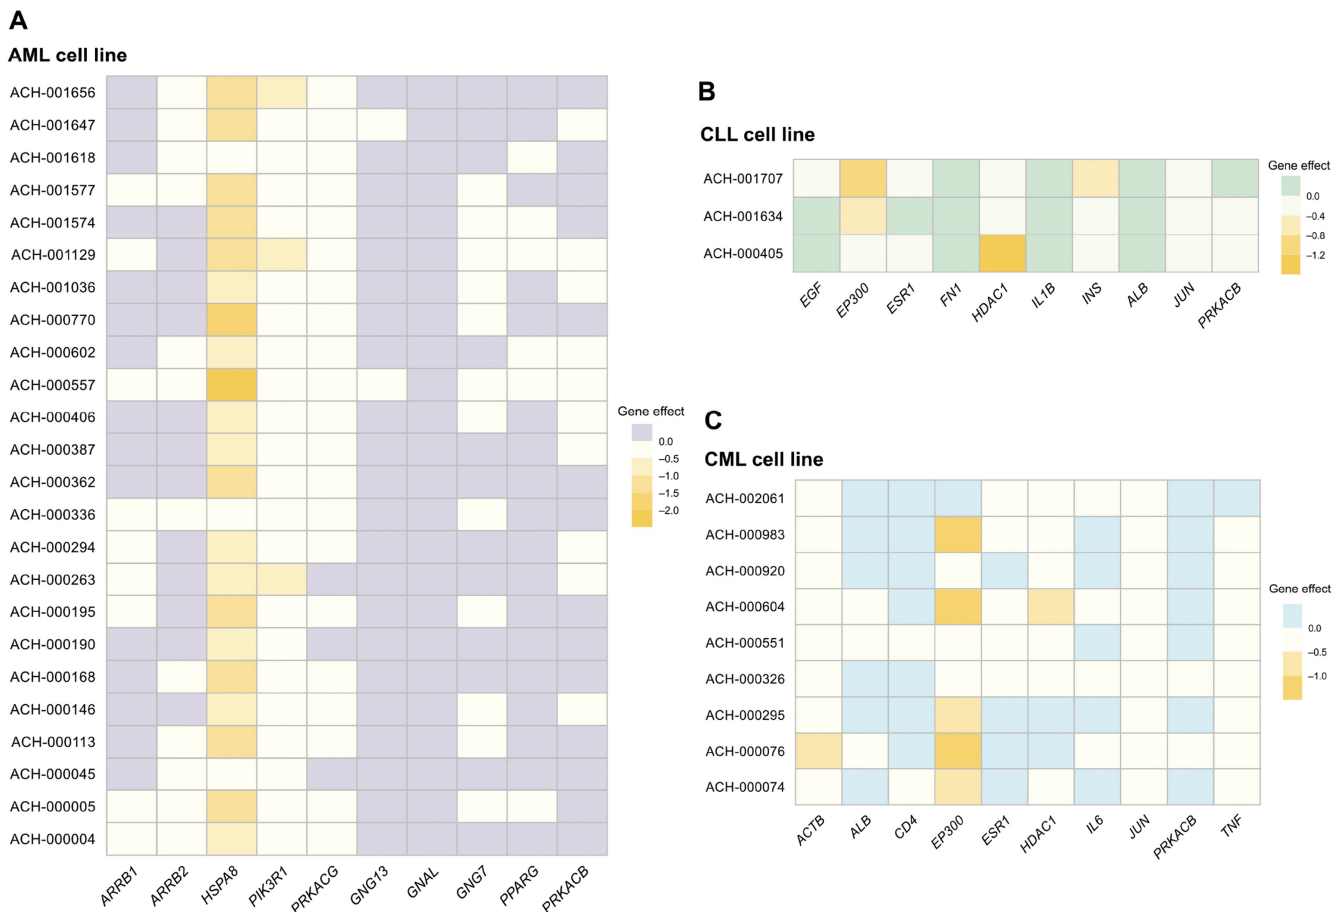 A
AML cell line
ACH-001656
ACH-001647
ACH-001618
ACH-001577
ACH-001574
ACH-001129
ACH-001036
ACH-000770
ACH-000602
ACH-000557
ACH-000406
ACH-000387
ACH-000362
ACH-000336
ACH-000294
ACH-000263
ACH-000195
ACH-000190
ACH-000168
ACH-000146
ACH-000113
ACH-000045
ACH-000005
ACH-000004
ARRB1 ARRB2 HSPA8 PIK3R1 PRKACG GNG13 GNAL GNG7 PPARG PRKACB
Gene effect
0.0
–0.5
–1.0
–1.5
–2.0
B
CLL cell line
ACH-001707
ACH-001634
ACH-000405
EGF EP300 ESR1 FN1 HDAC1 IL1B INS ALB JUN PRKACB
Gene effect
0.0
–0.4
–0.8
–1.2
C
CML cell line
ACH-002061
ACH-000983
ACH-000920
ACH-000604
ACH-000551
ACH-000326
ACH-000295
ACH-000076
ACH-000074
ACTB ALB CD4 EP300 ESR1 HDAC1 IL6 JUN PRKACB TNF
Gene effect
0.0
–0.5
–1.0